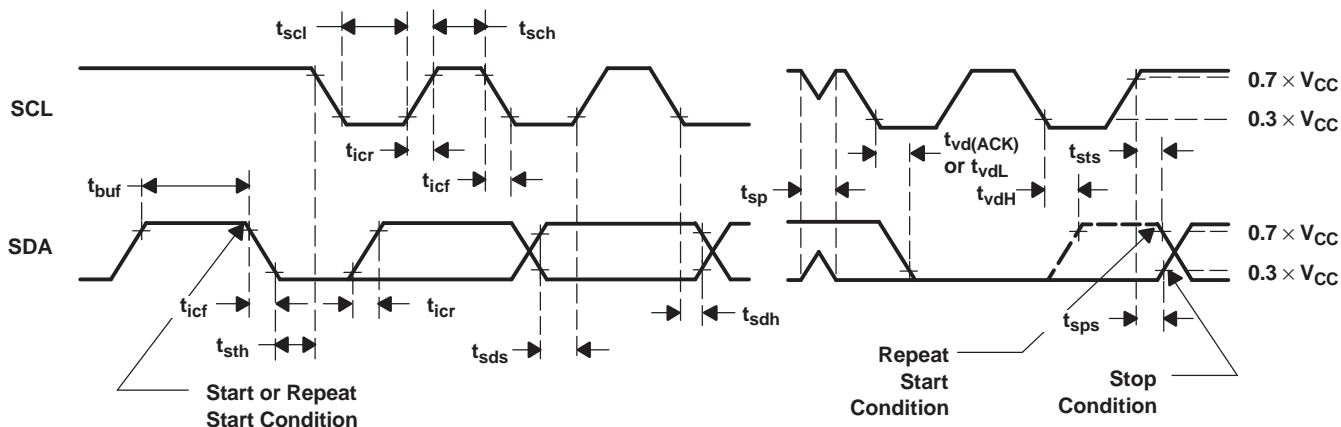 tscl
tsch
0.7 × VCC
SCL
0.3 × VCC
ticr
tvd(ACK)
or tvdL
tsts
tbuf
ticf
tsp
tvdH
SDA
0.7 × VCC
0.3 × VCC
ticf
ticr
tsdh
tsps
tsth
tsds
Repeat
Start
Condition
Stop
Condition
Start or Repeat
Start Condition